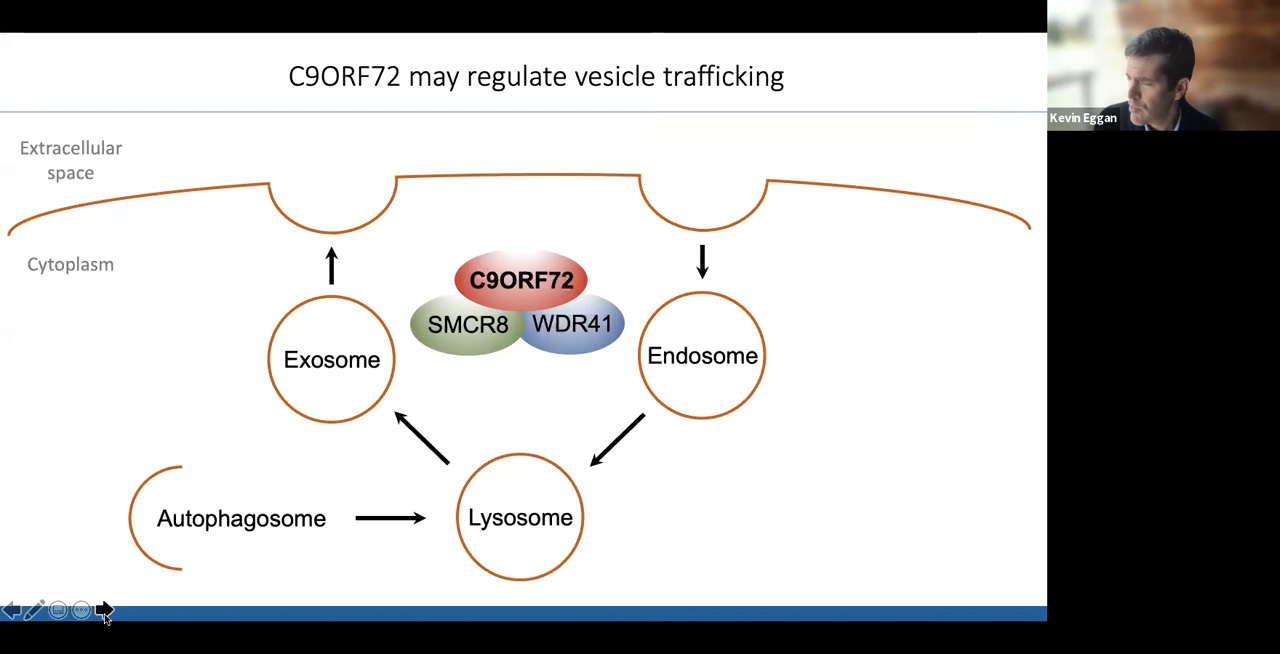 C9ORF72 may regulate vesicle trafficking
Kevin Eggan
Extracellular
space
Cytoplasm
C9ORF72
SMCR8
WDR41
Exosome
Endosome
Autophagosome
Lysosome